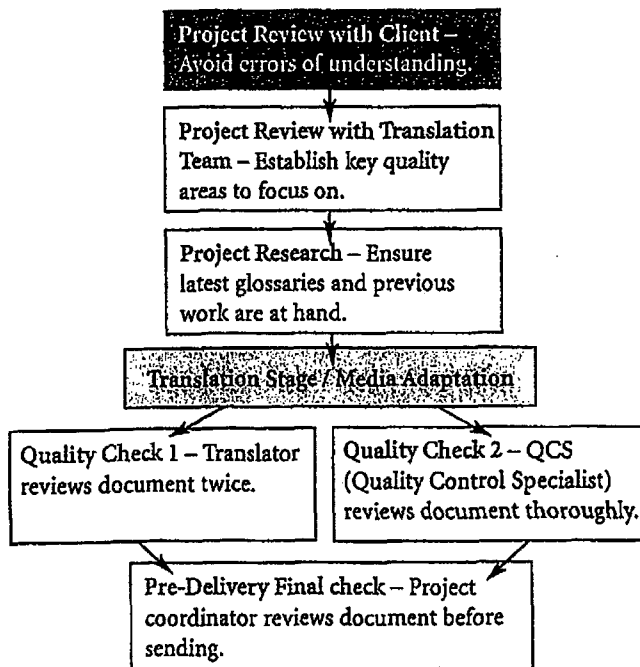 Project Review with Client –
Avoid errors of understanding.
Project Review with Translation
Team – Establish key quality
areas to focus on.
Project Research – Ensure
latest glossaries and previous
work are at hand.
Translation Stage / Media Adaptation
Quality Check 1 – Translator
reviews document twice.
Quality Check 2 – QCS
(Quality Control Specialist)
reviews document thoroughly.
Pre-Delivery Final check – Project
coordinator reviews document before
sending.